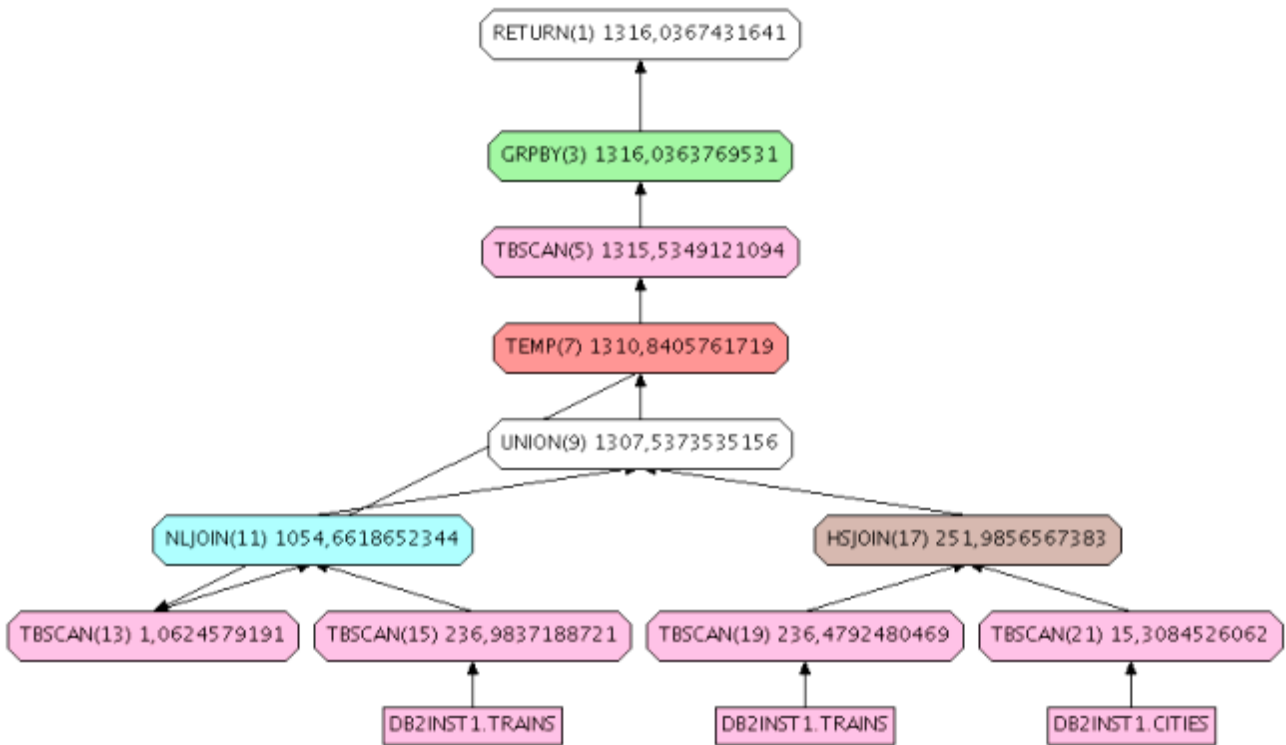 RETURN(1) 1316,0367431641
GRPBY(3) 1316,0363769531
TBSCAN(5) 1315,5349121094
TEMP(7) 1310,8405761719
UNION(9) 1307,5373535156
NLJOIN(11) 1054,6618652344
HSJOIN(17) 251,9856567383
TBSCAN(13) 1,0624579191
TBSCAN(15) 236,9837188721
TBSCAN(19) 236,4792480469
TBSCAN(21) 15,3084526062
DB2INST1.TRAINS
DB2INST1.TRAINS
DB2INST1.CITIES